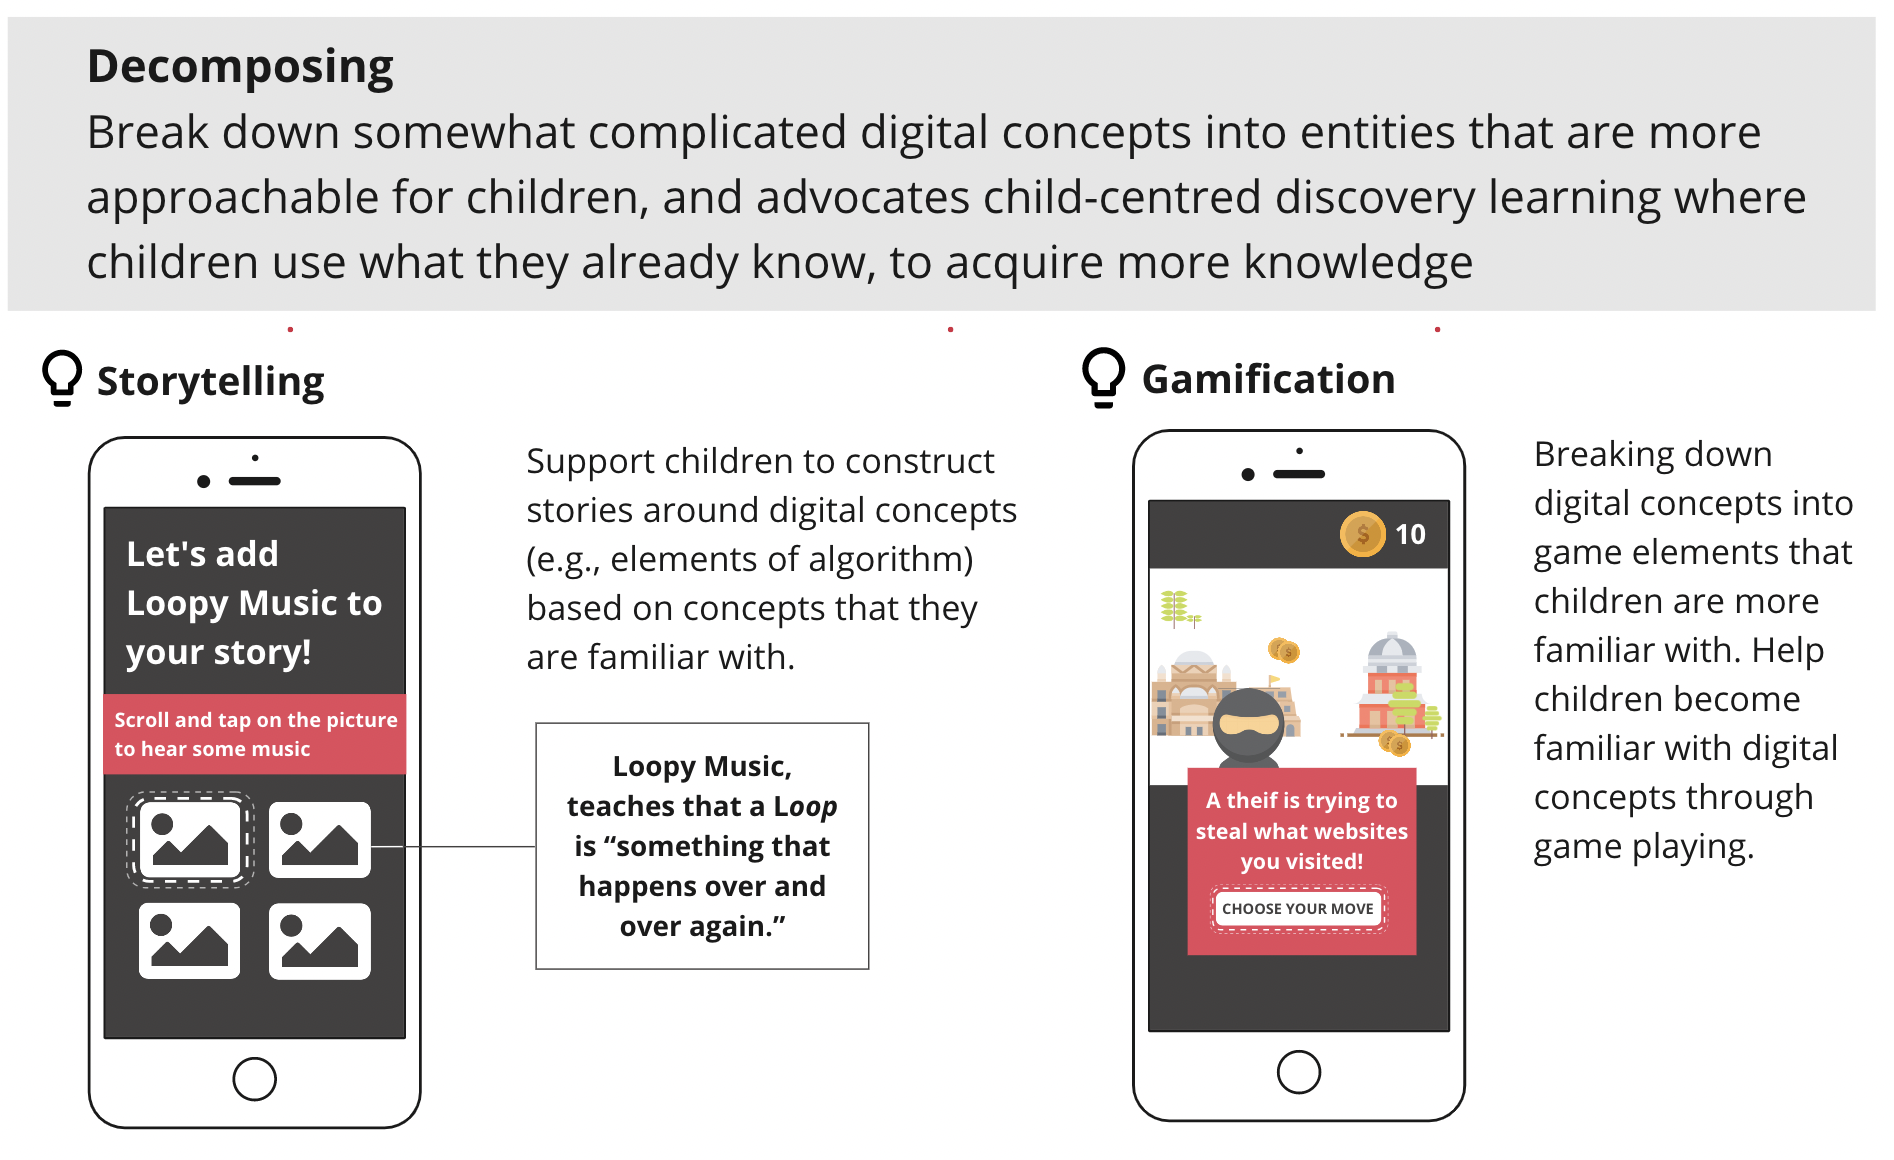 Decomposing
Break down somewhat complicated digital concepts into entities that are more
approachable for children, and advocates child-centred discovery learning where
children use what they already know, to acquire more knowledge
Storytelling
Let's add
Loopy Music to
your story!
Scroll and tap on the picture
to hear some music
Support children to construct
stories around digital concepts
(e.g., elements of algorithm)
based on concepts that they
are familiar with.
Loopy Music,
teaches that a Loop
is “something that
happens over and
over again.”
Gamification
$ 10
$
$
A theif is trying to
steal what websites
you visited!
CHOOSE YOUR MOVE
Breaking down
digital concepts into
game elements that
children are more
familiar with. Help
children become
familiar with digital
concepts through
game playing.